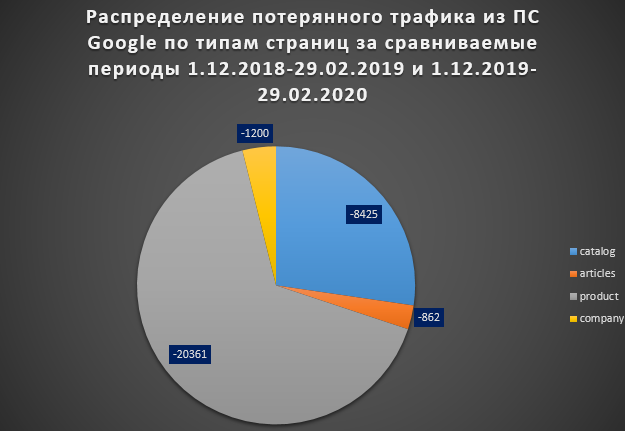 Распределение потерянного трафика из ПС
Google по типам страниц за сравниваемые
периоды 1.12.2018-29.02.2019 и 1.12.2019-
29.02.2020
-1200
-8425
-862
-20361
catalog
articles
product
company